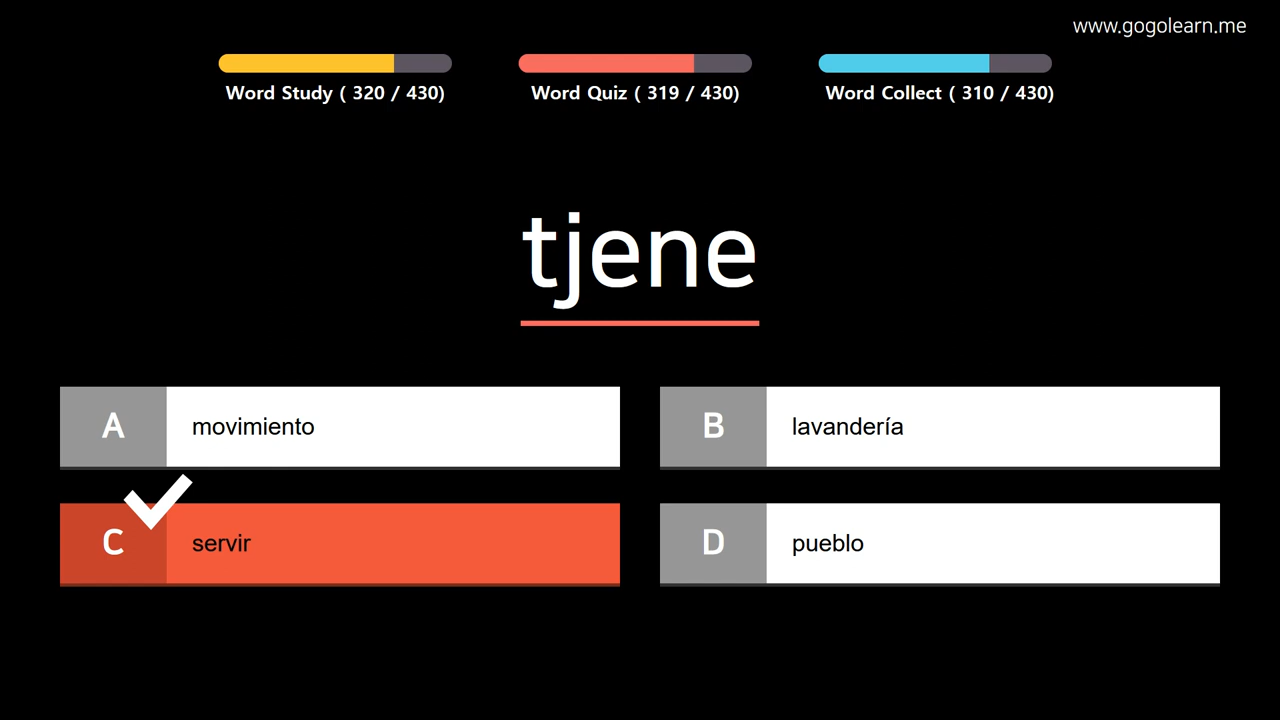 www.gogolearn.me
Word Study ( 320 / 430)
Word Quiz ( 319 / 430)
Word Collect ( 310 / 430)
tjene
A movimiento
B lavandería
C servir
D pueblo